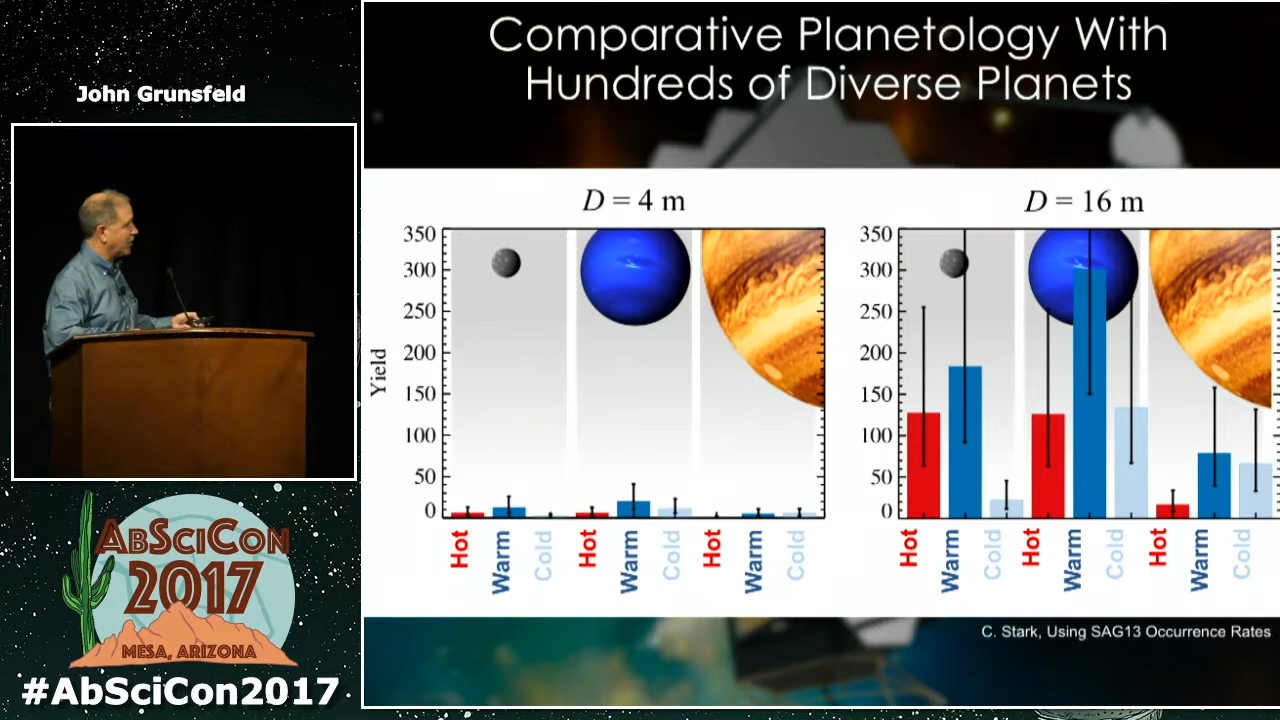 John Grunsfeld
Comparative Planetology With
Hundreds of Diverse Planets
D = 4 m
D = 16 m
Yield
350
300
250
200
150
100
50
0
Hot
Warm
Cold
Hot
Warm
Cold
Hot
Warm
Cold
350
300
250
200
150
100
50
0
Hot
Warm
Cold
Hot
Warm
Cold
Hot
Warm
Cold
C. Stark, Using SAG13 Occurrence Rates
AbSciCon
2017
MESA, ARIZONA
#AbSciCon2017